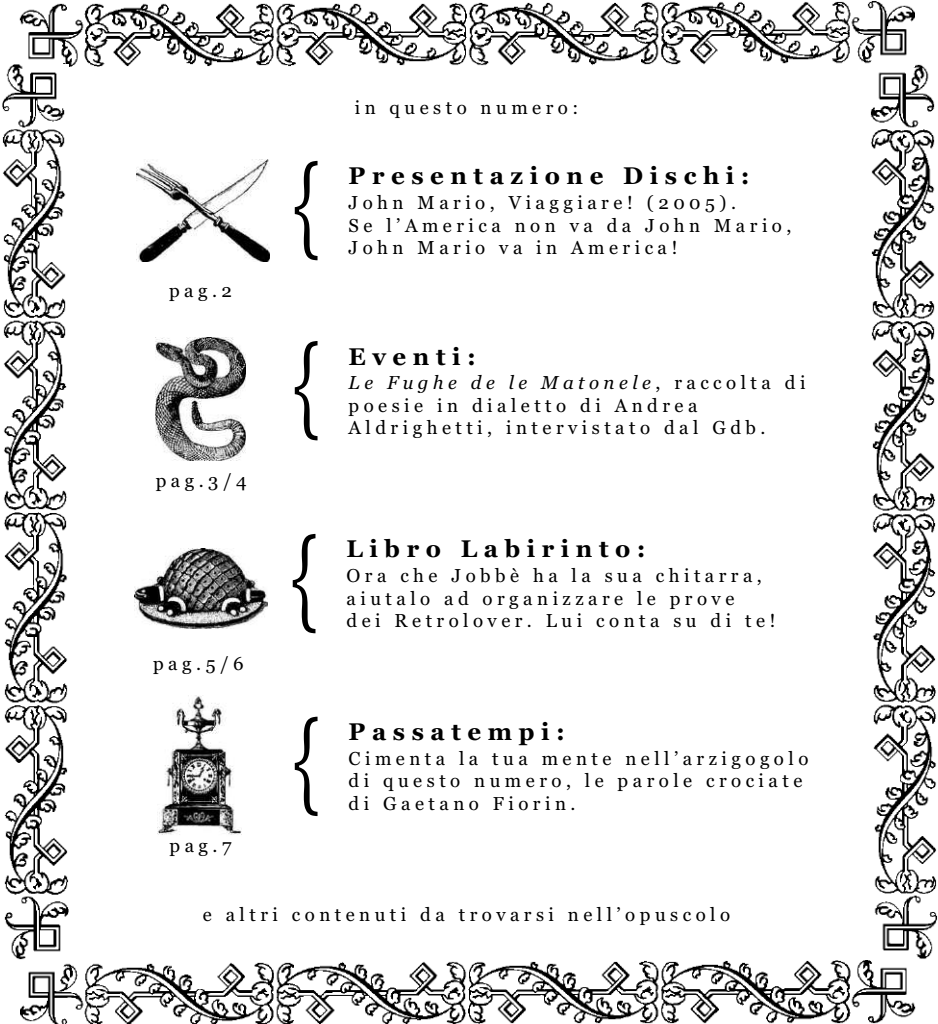 in questo numero:
Presentazione Dischi:
John Mario, Viaggiare! (2005).
Se l’America non va da John Mario,
John Mario va in America!
pag.2
Eventi:
Le Fughe de le Matonele, raccolta di
poesie in dialetto di Andrea
Aldrighetti, intervistato dal Gdb.
pag.3/4
Libro Labirinto:
Ora che Jobbè ha la sua chitarra,
aiutalo ad organizzare le prove
dei Retrolover. Lui conta su di te!
pag.5/6
Passatempi:
Cimenta la tua mente nell’arzigogolo
di questo numero, le parole crociate
di Gaetano Fiorin.
pag.7
e altri contenuti da trovarsi nell’opuscolo